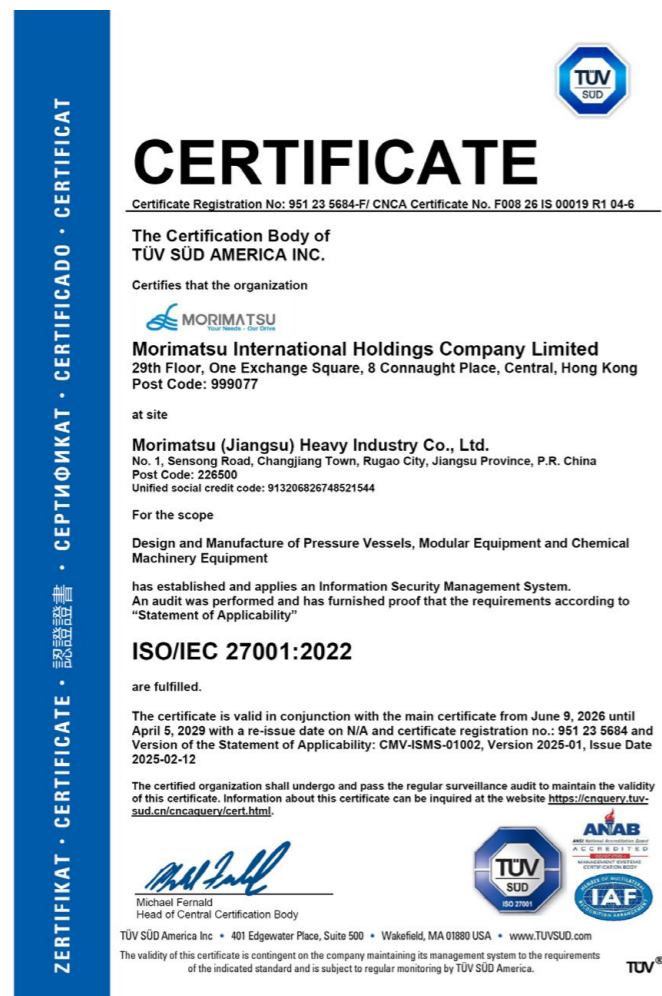 ZERTIFIKAT • CERTIFICATE • 認證證書 • СЕРТИФИКАТ • CERTIFICADO • CERTIFICAT
TÜV
SÜD
CERTIFICATE
Certificate Registration No: 951 23 5684-F/ CNCA Certificate No. F008 26 IS 00019 R1 04-6
The Certification Body of
TÜV SÜD AMERICA INC.
Certifies that the organization
MORIMATSU
Your Needs - Our Drive
Morimatsu International Holdings Company Limited
29th Floor, One Exchange Square, 8 Connaught Place, Central, Hong Kong
Post Code: 999077
at site
Morimatsu (Jiangsu) Heavy Industry Co., Ltd.
No. 1, Sensong Road, Changjiang Town, Rugao City, Jiangsu Province, P.R. China
Post Code: 226500
Unified social credit code: 913206826748521544
For the scope
Design and Manufacture of Pressure Vessels, Modular Equipment and Chemical
Machinery Equipment
has established and applies an Information Security Management System.
An audit was performed and has furnished proof that the requirements according to
“Statement of Applicability”
ISO/IEC 27001:2022
are fulfilled.
The certificate is valid in conjunction with the main certificate from June 9, 2026 until
April 5, 2029 with a re-issue date on N/A and certificate registration no.: 951 23 5684 and
Version of the Statement of Applicability: CMV-ISMS-01002, Version 2025-01, Issue Date
2025-02-12
The certified organization shall undergo and pass the regular surveillance audit to maintain the validity
of this certificate. Information about this certificate can be inquired at the website https://cnquery.tuv-
sud.cn/cncaquery/cert.html.
Michael Fernald
Head of Central Certification Body
TÜV
SÜD
ISO 27001
ANAB
ANSI National Accreditation Board
ACCREDITED
MANAGEMENT SYSTEMS
CERTIFICATION BODY
MEMBER OF MULTILATERAL
RECOGNITION ARRANGEMENT
IAF
TÜV SÜD America Inc • 401 Edgewater Place, Suite 500 • Wakefield, MA 01880 USA • www.TUVSUD.com
The validity of this certificate is contingent on the company maintaining its management system to the requirements
of the indicated standard and is subject to regular monitoring by TÜV SÜD America.
TÜV®